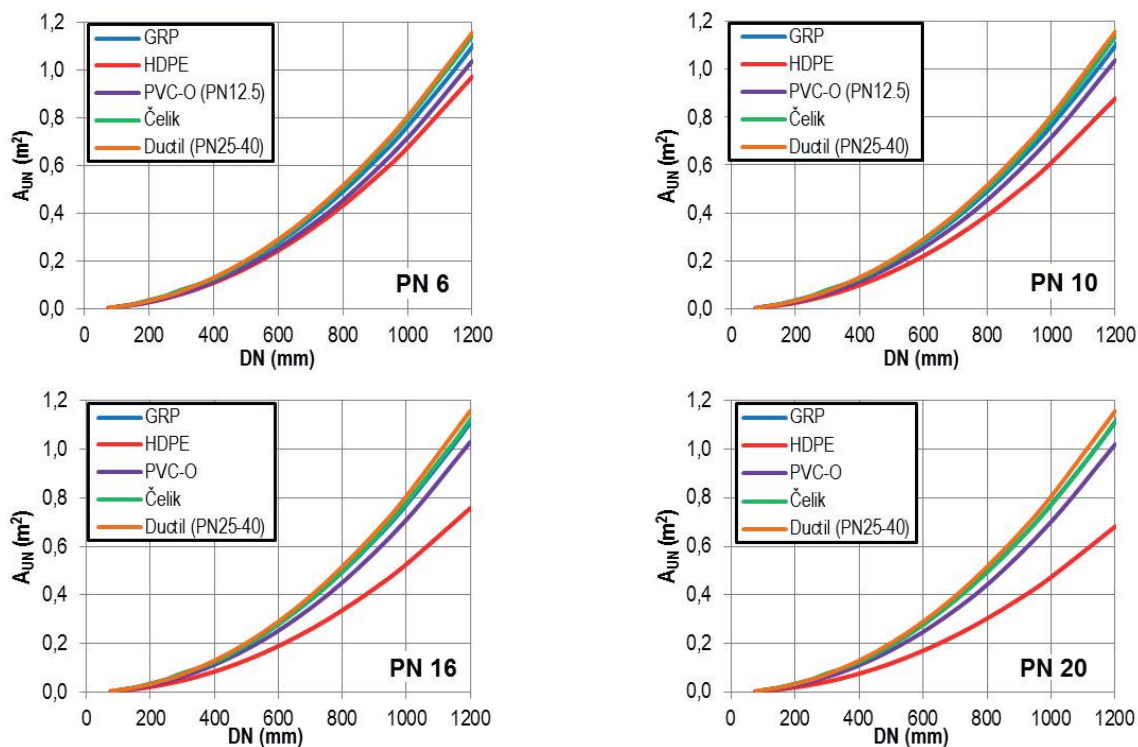 1,2
1,0
0,8
0,6
0,4
0,2
0,0
A_UN (m²)
GRP
HDPE
PVC-O (PN12.5)
Čelik
Ductil (PN25-40)
PN 6
0 200 400 600 800 1000 1200
DN (mm)
1,2
1,0
0,8
0,6
0,4
0,2
0,0
A_UN (m²)
GRP
HDPE
PVC-O (PN12.5)
Čelik
Ductil (PN25-40)
PN 10
0 200 400 600 800 1000 1200
DN (mm)
1,2
1,0
0,8
0,6
0,4
0,2
0,0
A_UN (m²)
GRP
HDPE
PVC-O
Čelik
Ductil (PN25-40)
PN 16
0 200 400 600 800 1000 1200
DN (mm)
1,2
1,0
0,8
0,6
0,4
0,2
0,0
A_UN (m²)
GRP
HDPE
PVC-O
Čelik
Ductil (PN25-40)
PN 20
0 200 400 600 800 1000 1200
DN (mm)